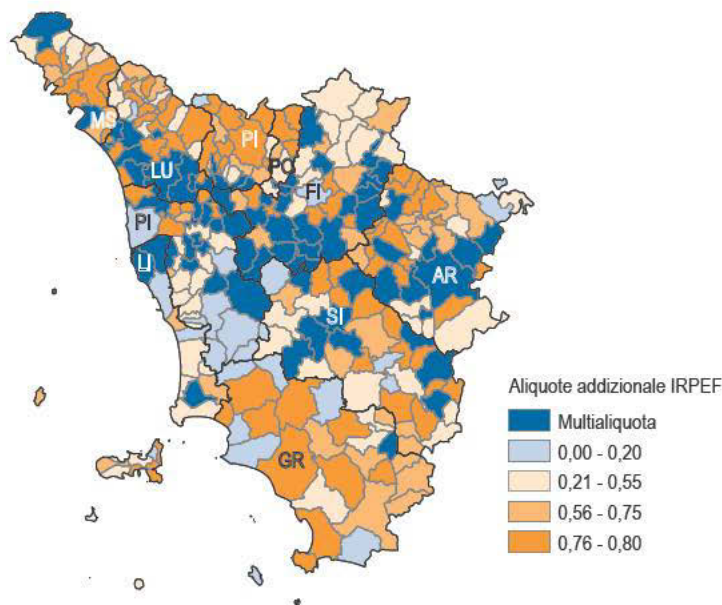 MS
PI
PO
LU
FI
PI
LI
AR
SI
GR
Aliquote addizionale IRPEF
Multialiquota
0,00 - 0,20
0,21 - 0,55
0,56 - 0,75
0,76 - 0,80